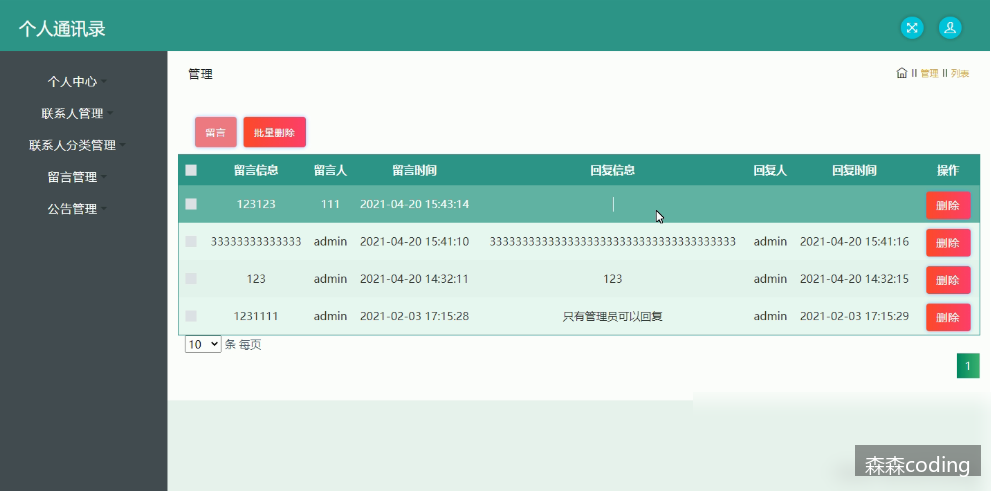 个人通讯录
个人中心
联系人管理
联系人分类管理
留言管理
公告管理
管理
管理 列表
留言 批量删除
留言信息 留言人 留言时间 回复信息 回复人 回复时间 操作
123123 111 2021-04-20 15:43:14 删除
33333333333333 admin 2021-04-20 15:41:10 33333333333333333333333333333333333333 admin 2021-04-20 15:41:16 删除
123 admin 2021-04-20 14:32:11 123 admin 2021-04-20 14:32:15 删除
1231111 admin 2021-02-03 17:15:28 只有管理员可以回复 admin 2021-02-03 17:15:29 删除
10 条 每页
1
森森coding